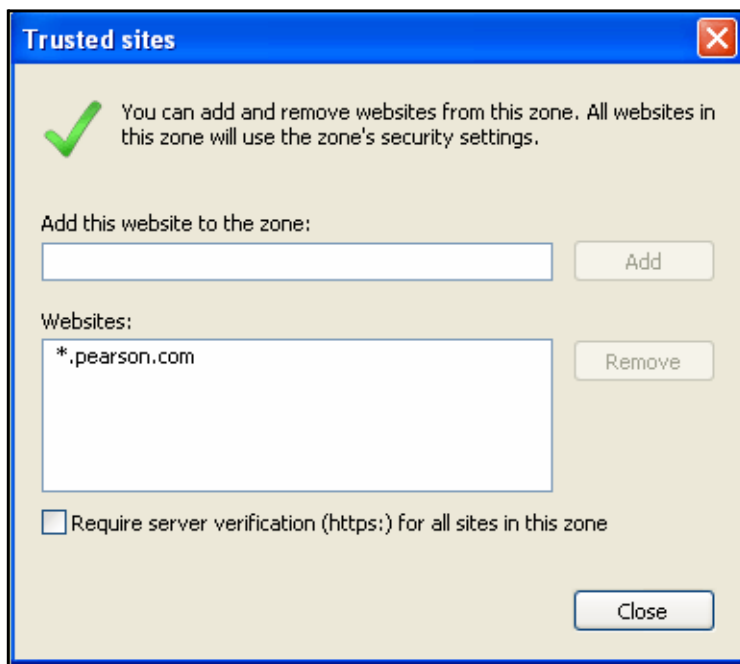 Trusted sites
You can add and remove websites from this zone. All websites in
this zone will use the zone's security settings.
Add this website to the zone:
Add
Websites:
*.pearson.com
Remove
Require server verification (https:) for all sites in this zone
Close